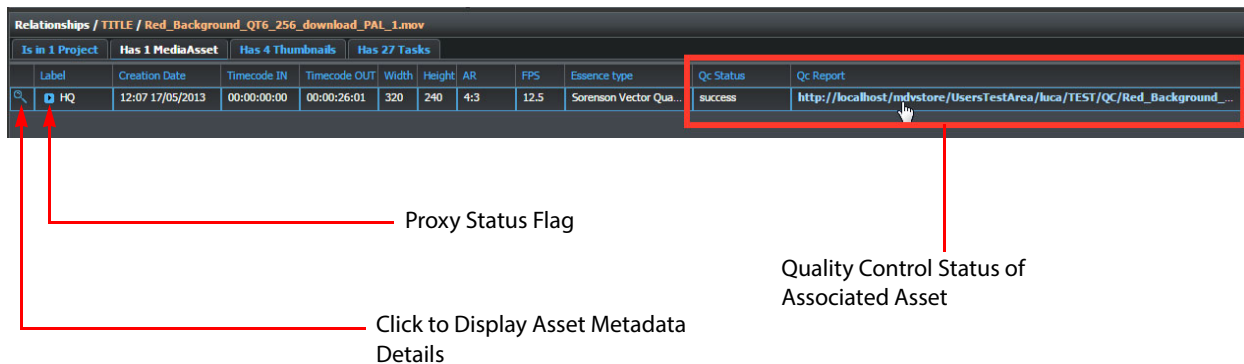 Relationships / TITLE / Red_Background_QT6_256_download_PAL_1.mov
Is in 1 Project Has 1 MediaAsset Has 4 Thumbnails Has 27 Tasks
Label Creation Date Timecode IN Timecode OUT Width Height AR FPS Essence type Qc Status Qc Report
HQ 12:07 17/05/2013 00:00:00:00 00:00:26:01 320 240 4:3 12.5 Sorenson Vector Qua... success http://localhost/mdvstore/UsersTestArea/luca/TEST/QC/Red_Background_...
Proxy Status Flag
Quality Control Status of
Associated Asset
Click to Display Asset Metadata
Details